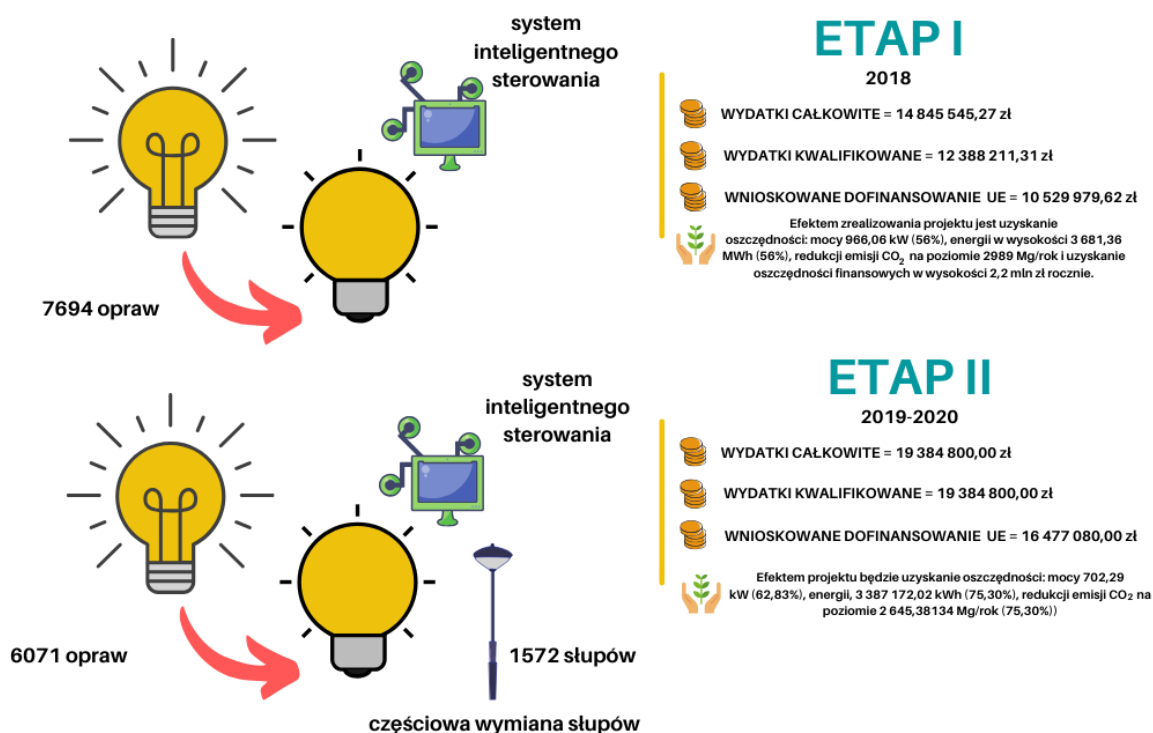 system
inteligentnego
sterowania
7694 opraw
ETAP I
2018
WYDATKI CAŁKOWITE = 14 845 545,27 zł
WYDATKI KWALIFIKOWANE = 12 388 211,31 zł
WNIOSKOWANE DOFINANSOWANIE UE = 10 529 979,62 zł
Efektem zrealizowania projektu jest uzyskanie
oszczędności: mocy 966,06 kW (56%), energii w wysokości 3 681,36
MWh (56%), redukcji emisji CO₂ na poziomie 2989 Mg/rok i uzyskanie
oszczędności finansowych w wysokości 2,2 mln zł rocznie.
system
inteligentnego
sterowania
6071 opraw
1572 słupów
częściowa wymiana słupów
ETAP II
2019-2020
WYDATKI CAŁKOWITE = 19 384 800,00 zł
WYDATKI KWALIFIKOWANE = 19 384 800,00 zł
WNIOSKOWANE DOFINANSOWANIE UE = 16 477 080,00 zł
Efektem projektu będzie uzyskanie oszczędności: mocy 702,29
kW (62,83%), energii, 3 387 172,02 kWh (75,30%), redukcji emisji CO₂ na
poziomie 2 645,38134 Mg/rok (75,30%))